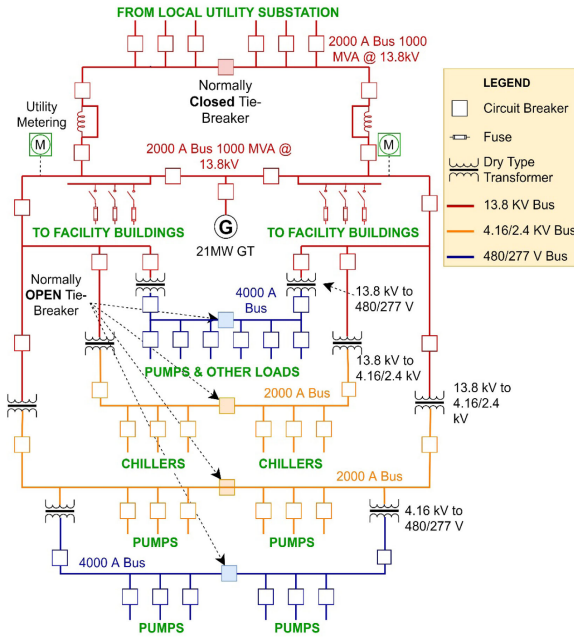 FROM LOCAL UTILITY SUBSTATION
2000 A Bus 1000
MVA @ 13.8kV
Normally
Closed Tie-
Breaker
Utility
Metering
M
M
2000 A Bus 1000 MVA @
13.8kV
TO FACILITY BUILDINGS
G
21MW GT
TO FACILITY BUILDINGS
Normally
OPEN Tie-
Breaker
4000 A
Bus
13.8 kV to
480/277 V
PUMPS & OTHER LOADS
13.8 kV to
4.16/2.4 kV
2000 A Bus
13.8 kV to
4.16/2.4
kV
CHILLERS
CHILLERS
2000 A Bus
PUMPS
PUMPS
4.16 kV to
480/277 V
4000 A Bus
PUMPS
PUMPS
LEGEND
Circuit Breaker
Fuse
Dry Type
Transformer
13.8 KV Bus
4.16/2.4 KV Bus
480/277 V Bus